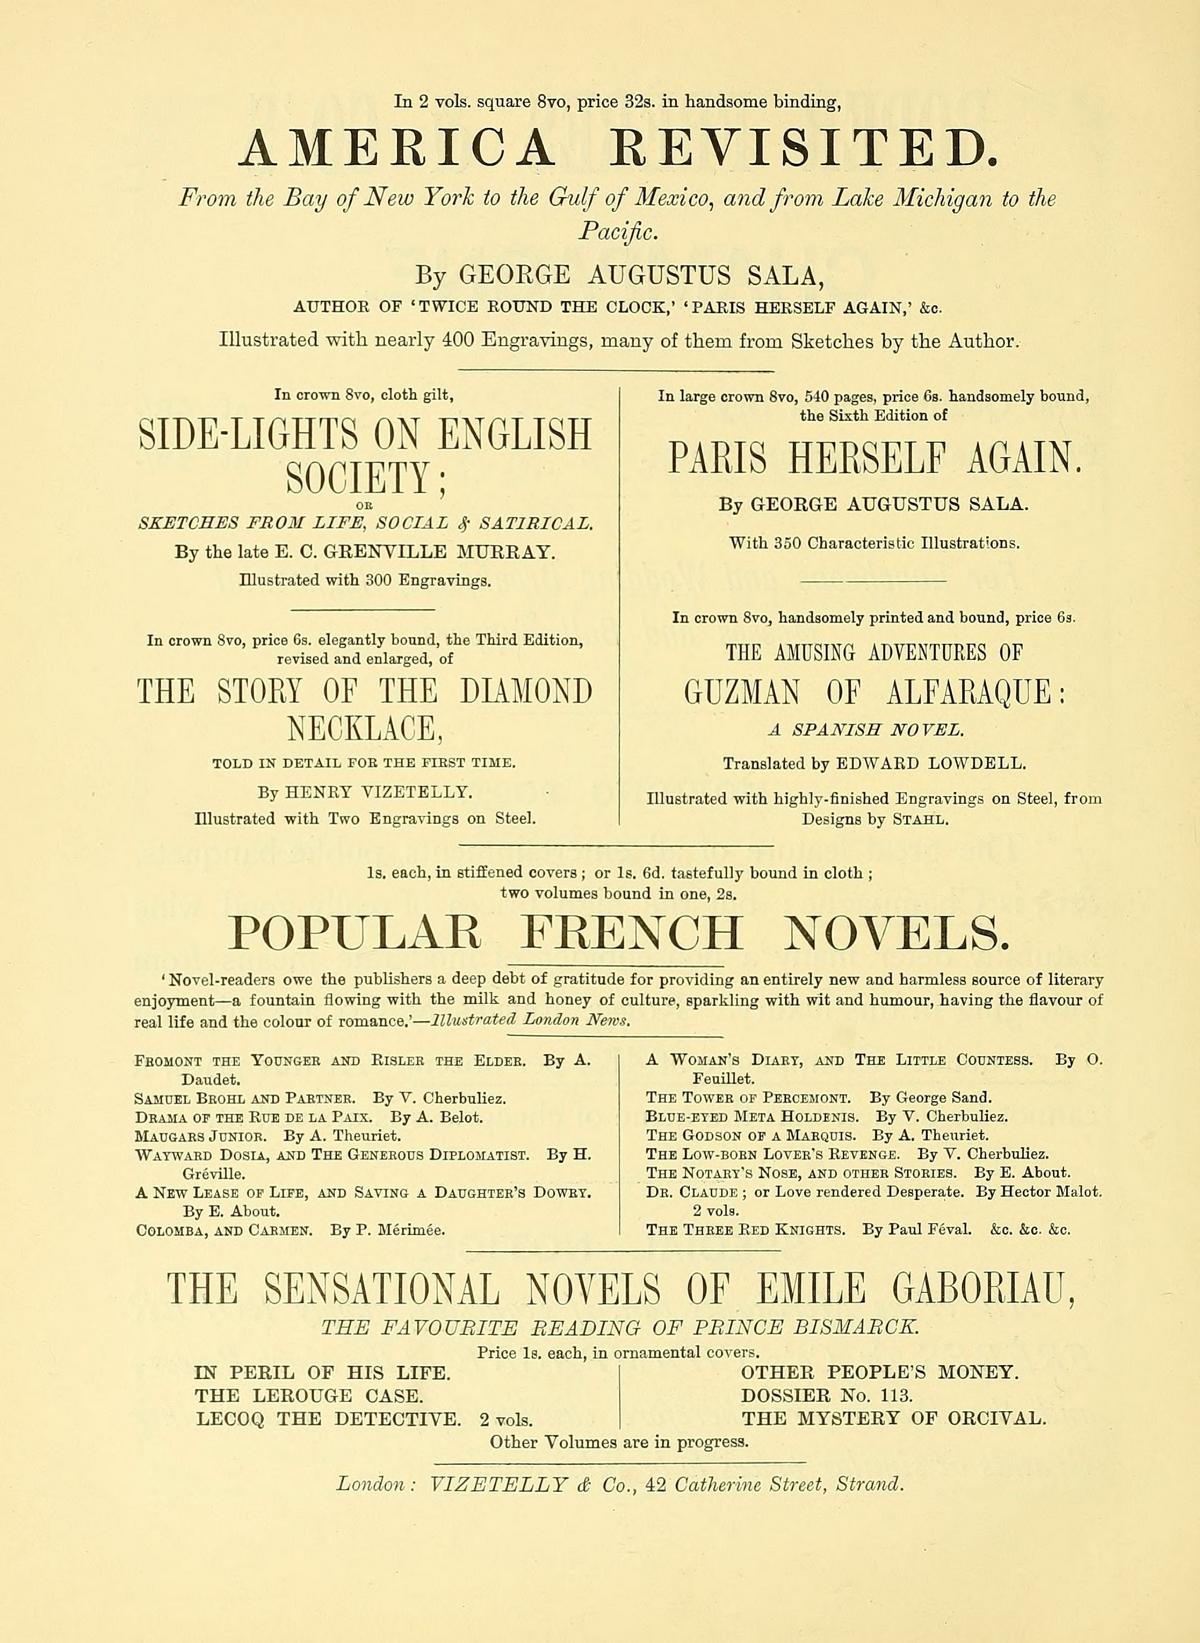 In 2 vols. square 8vo, price 32s. in handsome binding,
AMERICA REVISITED.
From the Bay of New York to the Gulf of Mexico, and from Lake Michigan to the
Pacific.
By GEORGE AUGUSTUS SALA,
AUTHOR OF ‘TWICE ROUND THE CLOCK,’ ‘PARIS HERSELF AGAIN,’ &c.
Illustrated with nearly 400 Engravings, many of them from Sketches by the Author.
In crown 8vo, cloth gilt,
SIDE-LIGHTS ON ENGLISH
SOCIETY;
OR
SKETCHES FROM LIFE, SOCIAL & SATIRICAL.
By the late E. C. GRENVILLE MURRAY.
Illustrated with 300 Engravings.
In crown 8vo, price 6s. elegantly bound, the Third Edition,
revised and enlarged, of
THE STORY OF THE DIAMOND
NECKLACE,
TOLD IN DETAIL FOR THE FIRST TIME.
By HENRY VIZETELLY.
Illustrated with Two Engravings on Steel.
In large crown 8vo, 540 pages, price 6s. handsomely bound,
the Sixth Edition of
PARIS HERSELF AGAIN.
By GEORGE AUGUSTUS SALA.
With 350 Characteristic Illustrations.
In crown 8vo, handsomely printed and bound, price 6s.
THE AMUSING ADVENTURES OF
GUZMAN OF ALFARAQUE:
A SPANISH NOVEL.
Translated by EDWARD LOWDELL.
Illustrated with highly-finished Engravings on Steel, from
Designs by STAHL.
1s. each, in stiffened covers; or 1s. 6d. tastefully bound in cloth;
two volumes bound in one, 2s.
POPULAR FRENCH NOVELS.
‘Novel-readers owe the publishers a deep debt of gratitude for providing an entirely new and harmless source of literary
enjoyment—a fountain flowing with the milk and honey of culture, sparkling with wit and humour, having the flavour of
real life and the colour of romance.’—Illustrated London News.
FROMONT THE YOUNGER AND RISLER THE ELDER. By A.
Daudet.
SAMUEL BROHL AND PARTNER. By V. Cherbuliez.
DRAMA OF THE RUE DE LA PAIX. By A. Belot.
MAUGARS JUNIOR. By A. Theuriet.
WAYWARD DOSIA, AND THE GENEROUS DIPLOMATIST. By H.
Gréville.
A NEW LEASE OF LIFE, AND SAVING A DAUGHTER’S DOWRY.
By E. About.
COLOMBA, AND CARMEN. By P. Mérimée.
A WOMAN’S DIARY, AND THE LITTLE COUNTESS. By O.
Feuillet.
THE TOWER OF PERCEMONT. By George Sand.
BLUE-EYED META HOLDENIS. By V. Cherbuliez.
THE GODSON OF A MARQUIS. By A. Theuriet.
THE LOW-BORN LOVER’S REVENGE. By V. Cherbuliez.
THE NOTARY’S NOSE, AND OTHER STORIES. By E. About.
DR. CLAUDE; or Love rendered Desperate. By Hector Malot.
2 vols.
THE THREE RED KNIGHTS. By Paul Féval. &c. &c. &c.
THE SENSATIONAL NOVELS OF EMILE GABORIAU,
THE FAVOURITE READING OF PRINCE BISMARCK.
Price 1s. each, in ornamental covers.
IN PERIL OF HIS LIFE.
THE LEROUGE CASE.
LECOQ THE DETECTIVE. 2 vols.
OTHER PEOPLE’S MONEY.
DOSSIER No. 113.
THE MYSTERY OF ORCIVAL.
Other Volumes are in progress.
London: VIZETELLY & Co., 42 Catherine Street, Strand.